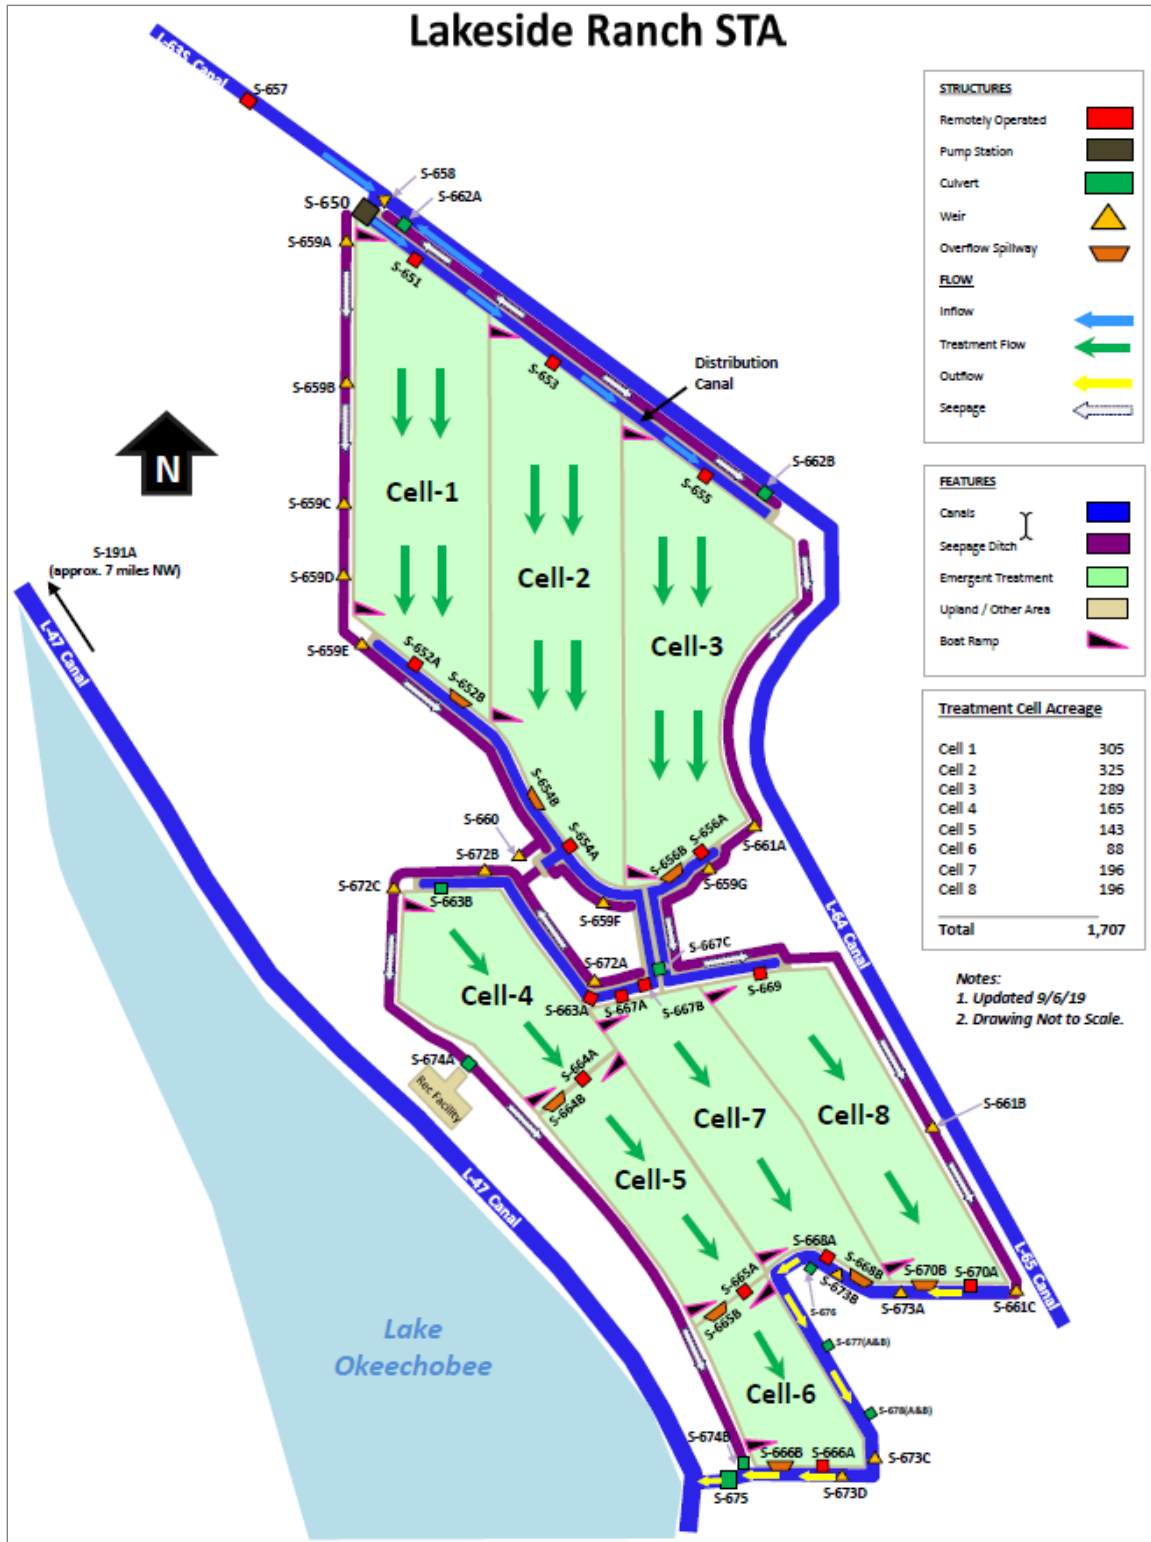 Lakeside Ranch STA
L-63S Canal
S-657
S-658
S-662A
S-650
S-659A
S-651
S-653
Distribution
Canal
S-659B
S-655
S-662B
Cell-1
N
S-659C
Cell-2
S-191A
(approx. 7 miles NW)
S-659D
Cell-3
L-47 Canal
S-659E
S-652A
S-652B
S-654B
S-660
S-654A
S-656A
S-656B
S-661A
S-672B
S-672C
S-663B
S-659G
S-659F
L-64 Canal
S-667C
S-672A
S-669
Cell-4
S-663A
S-667A
S-667B
S-674A
S-664A
Rec Facility
S-664B
Cell-7
Cell-8
S-661B
Cell-5
L-47 Canal
S-668A
S-668B
S-670B
S-670A
L-65 Canal
S-665A
S-673B
S-673A
S-661C
S-676
S-665B
Lake
Okeechobee
S-677(A&B)
Cell-6
S-678(A&B)
S-674B
S-666B
S-666A
S-673C
S-675
S-673D
STRUCTURES
Remotely Operated
Pump Station
Culvert
Weir
Overflow Spillway
FLOW
Inflow
Treatment Flow
Outflow
Seepage
FEATURES
Canals
Seepage Ditch
Emergent Treatment
Upland / Other Area
Boat Ramp
Treatment Cell Acreage
Cell 1 305
Cell 2 325
Cell 3 289
Cell 4 165
Cell 5 143
Cell 6 88
Cell 7 196
Cell 8 196
Total 1,707
Notes:
1. Updated 9/6/19
2. Drawing Not to Scale.